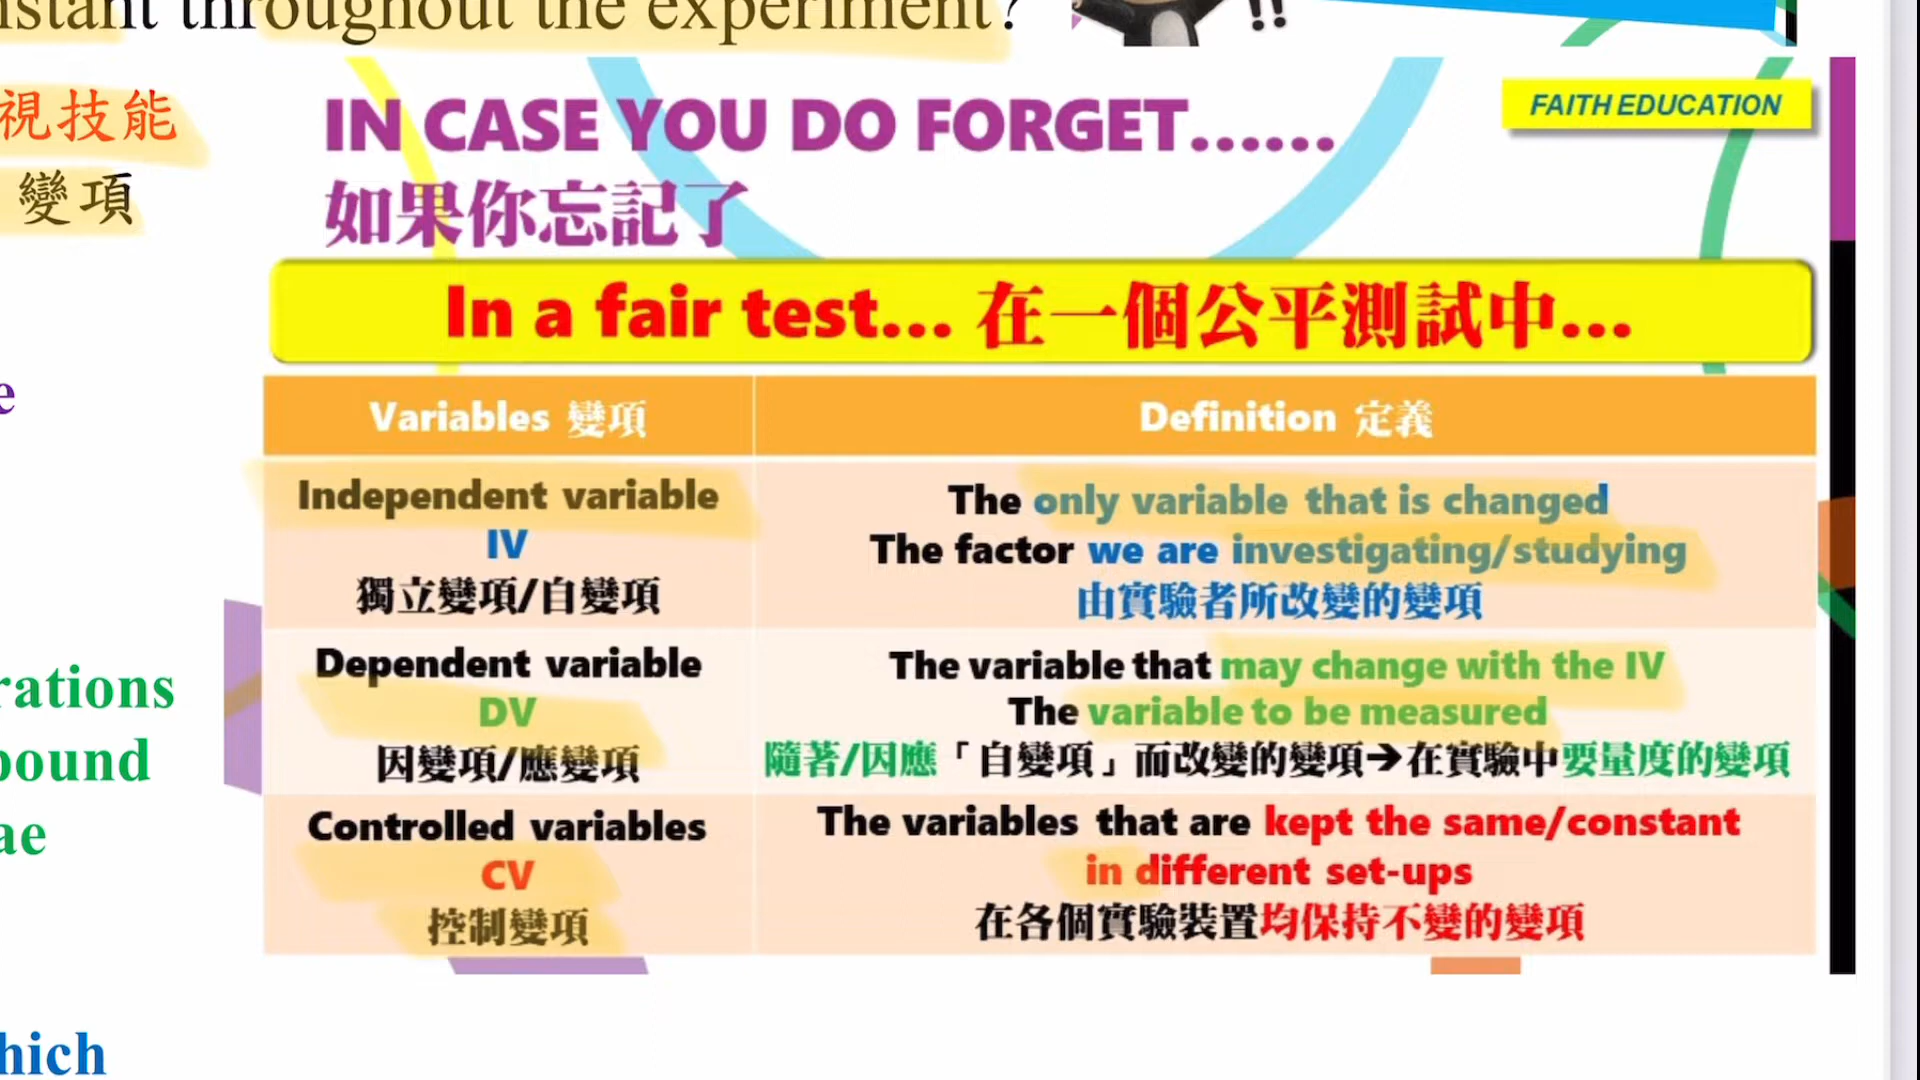 throughout the experiment?
視技能
變項
FAITH EDUCATION
IN CASE YOU DO FORGET......
如果你忘記了
In a fair test... 在一個公平測試中...
Variables 變項
Definition 定義
Independent variable
IV
獨立變項/自變項
The only variable that is changed
The factor we are investigating/studying
由實驗者所改變的變項
Dependent variable
DV
因變項/應變項
The variable that may change with the IV
The variable to be measured
隨著/因應「自變項」而改變的變項➔在實驗中要量度的變項
Controlled variables
CV
控制變項
The variables that are kept the same/constant
in different set-ups
在各個實驗裝置均保持不變的變項